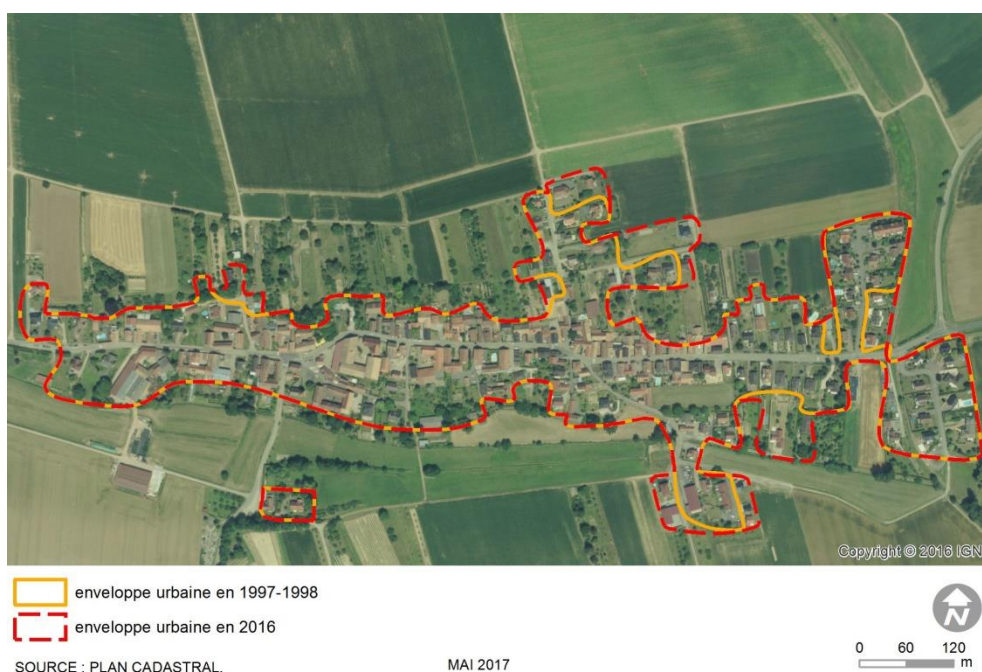 Copyright © 2016 IGN
enveloppe urbaine en 1997-1998
enveloppe urbaine en 2016
N
0 60 120
m
SOURCE : PLAN CADASTRAL.
MAI 2017